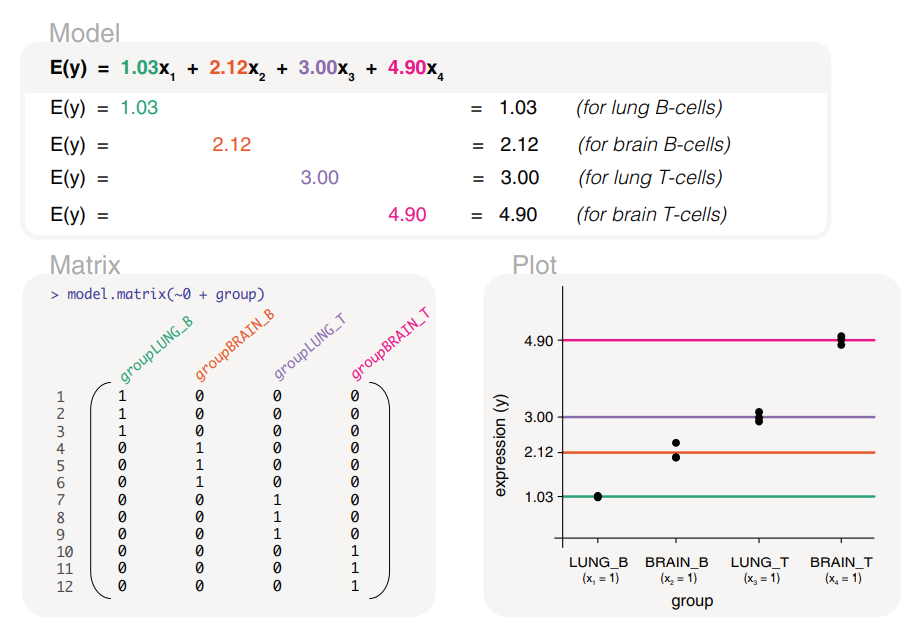 Model
E(y) = 1.03x₁ + 2.12x₂ + 3.00x₃ + 4.90x₄
E(y) = 1.03 = 1.03 (for lung B-cells)
E(y) = 2.12 = 2.12 (for brain B-cells)
E(y) = 3.00 = 3.00 (for lung T-cells)
E(y) = 4.90 = 4.90 (for brain T-cells)
Matrix
> model.matrix(~0 + group)
groupLUNG_B groupBRAIN_B groupLUNG_T groupBRAIN_T
1 1 0 0 0
2 1 0 0 0
3 1 0 0 0
4 0 1 0 0
5 0 1 0 0
6 0 1 0 0
7 0 0 1 0
8 0 0 1 0
9 0 0 1 0
10 0 0 0 1
11 0 0 0 1
12 0 0 0 1
Plot
expression (y)
4.90
3.00
2.12
1.03
LUNG_B BRAIN_B LUNG_T BRAIN_T
(x₁ = 1) (x₂ = 1) (x₃ = 1) (x₄ = 1)
group